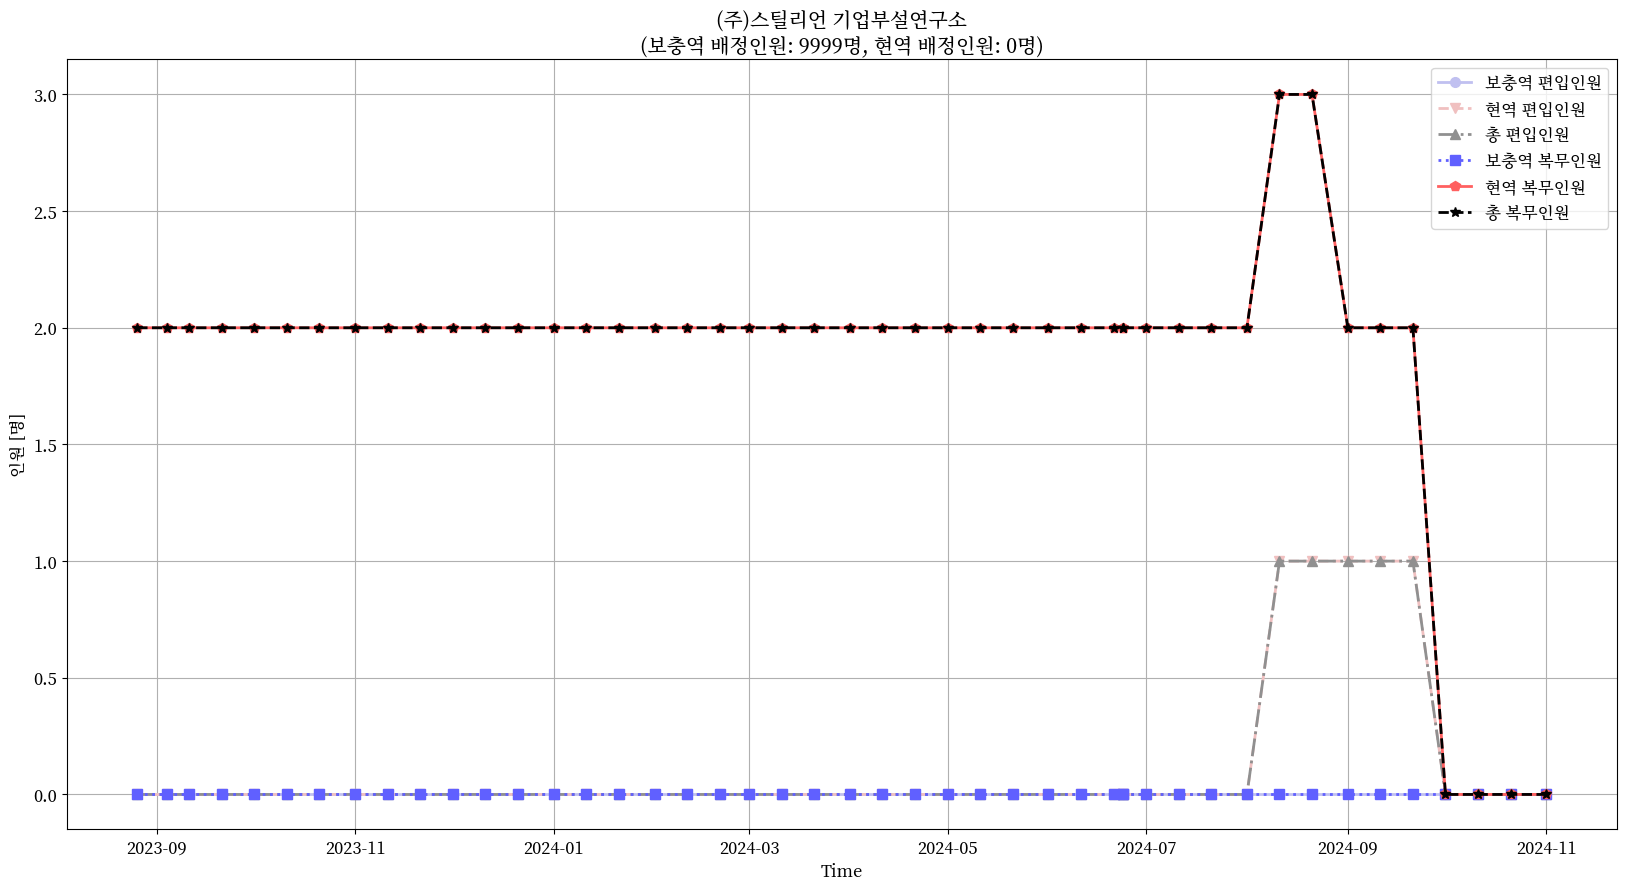 (주)스틸리언 기업부설연구소
(보충역 배정인원: 9999명, 현역 배정인원: 0명)
보충역 편입인원
현역 편입인원
총 편입인원
보충역 복무인원
현역 복무인원
총 복무인원
인원 [명]
3.0
2.5
2.0
1.5
1.0
0.5
0.0
2023-09
2023-11
2024-01
2024-03
2024-05
2024-07
2024-09
2024-11
Time